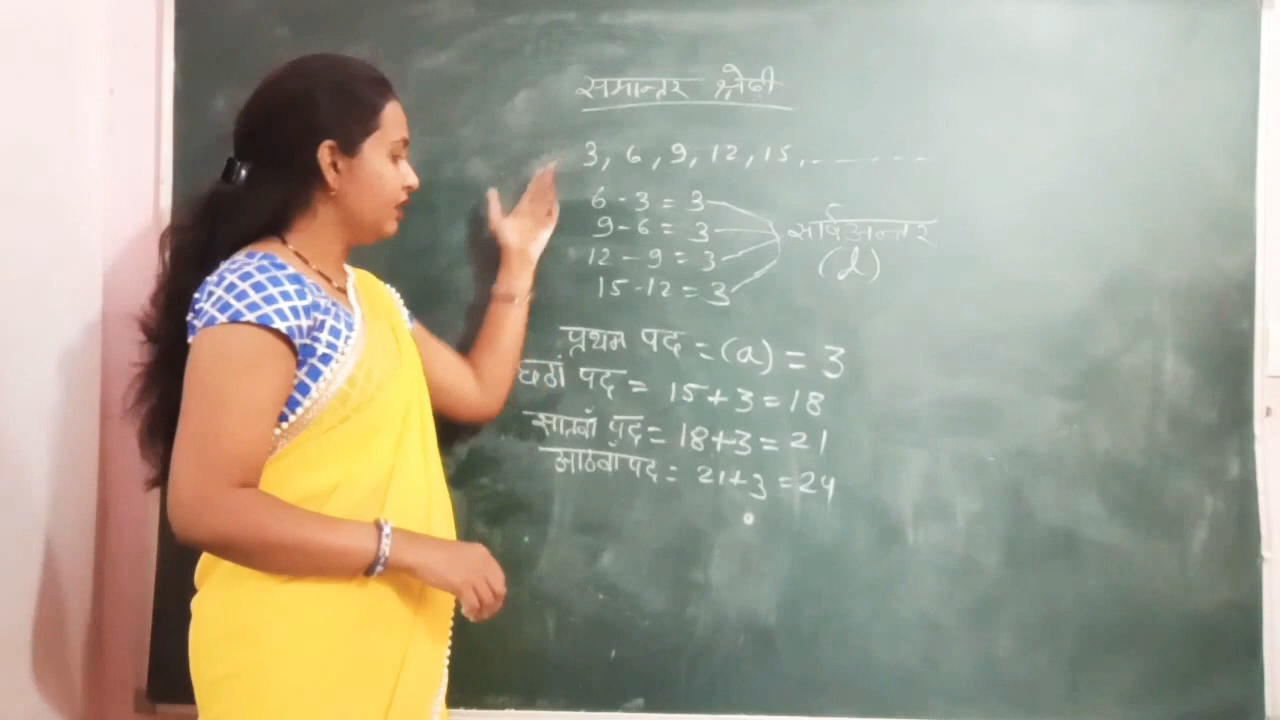 समान्तर श्रेढी
3, 6, 9, 12, 15, ..........
6 - 3 = 3
9 - 6 = 3
12 - 9 = 3
15 - 12 = 3
सार्वअन्तर
(d)
प्रथम पद = (a) = 3
छठां पद = 15 + 3 = 18
सातवाँ पद = 18 + 3 = 21
आठवाँ पद = 21 + 3 = 24